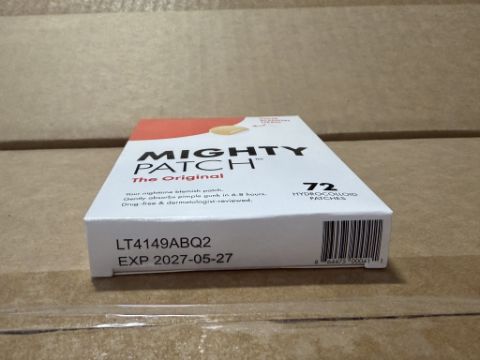 MIGHTY
PATCH™
The Original
Your nighttime blemish patch.
Gently absorbs pimple gunk in 6-8 hours.
Drug-free & dermatologist-reviewed.
72
HYDROCOLLOID
PATCHES
LT4149ABQ2
EXP 2027-05-27